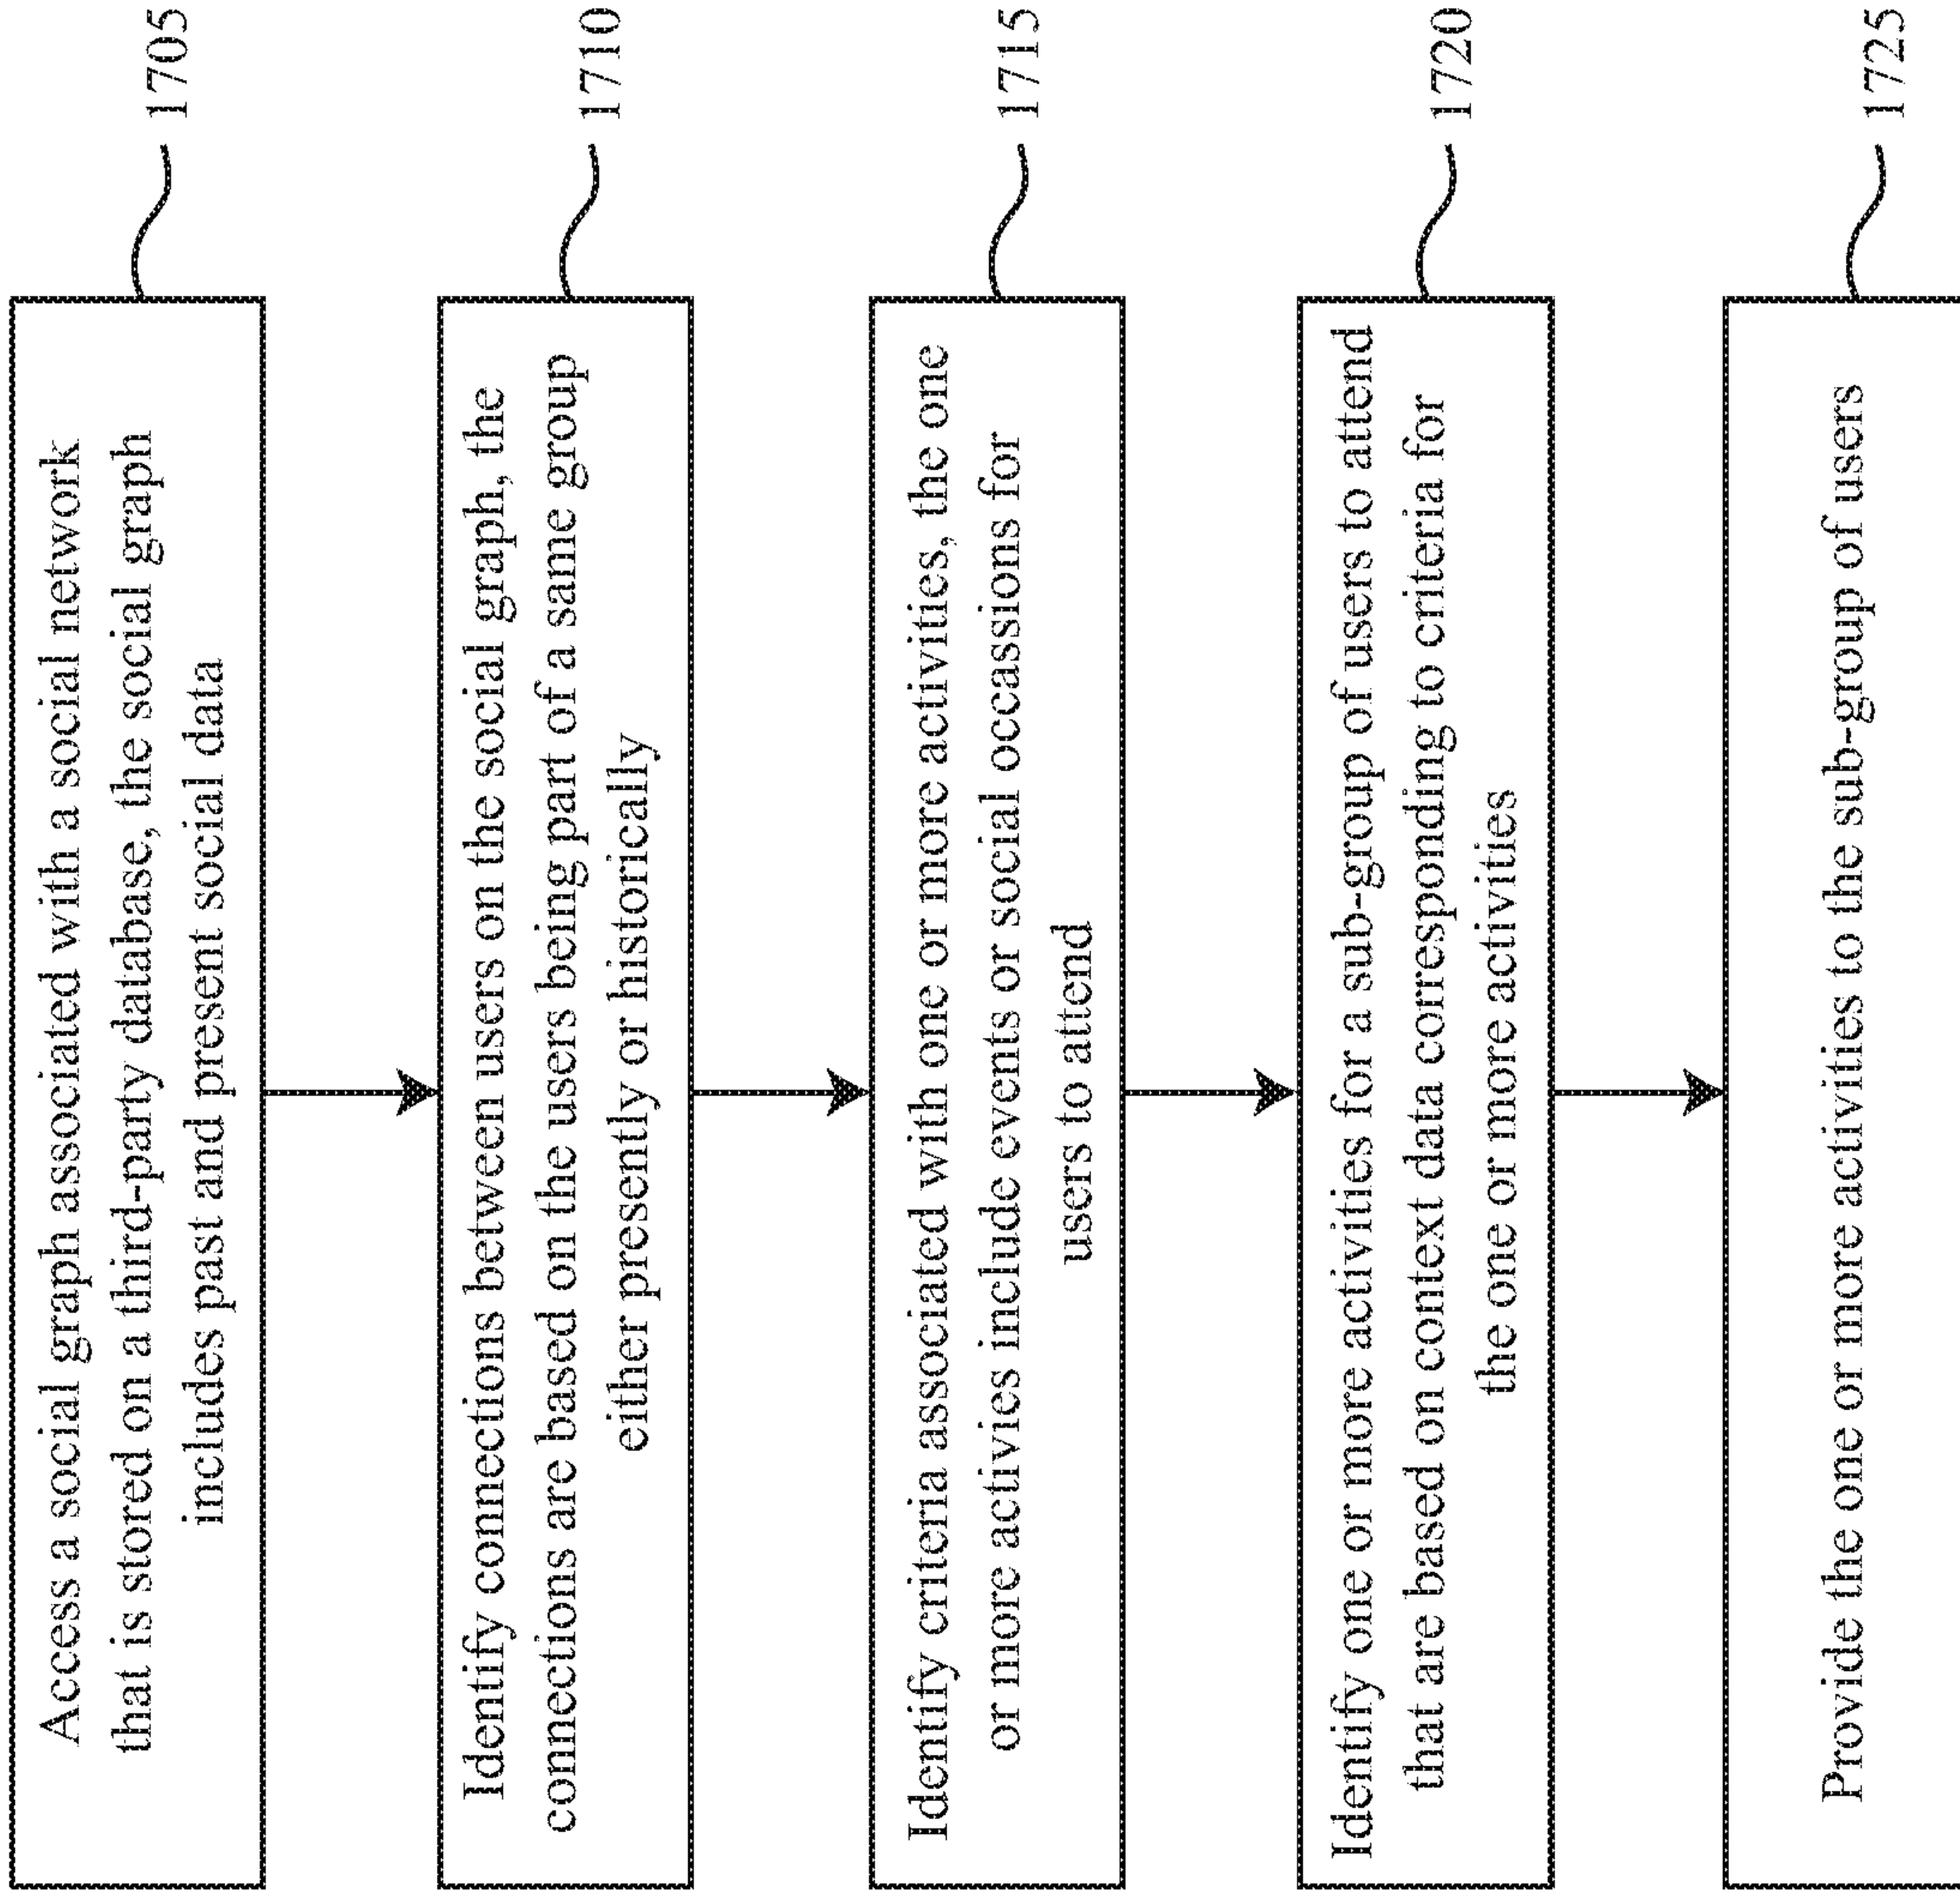 Access a social graph associated with a social network
that is stored on a third-party database, the social graph
includes past and present social data
1705
Identify connections between users on the social graph, the
connections are based on the users being part of a same group
either presently or historically
1710
Identify criteria associated with one or more activities, the one
or more activies include events or social occassions for
users to attend
1715
Identify one or more activities for a sub-group of users to attend
that are based on context data corresponding to criteria for
the one or more activities
1720
Provide the one or more activities to the sub-group of users
1725